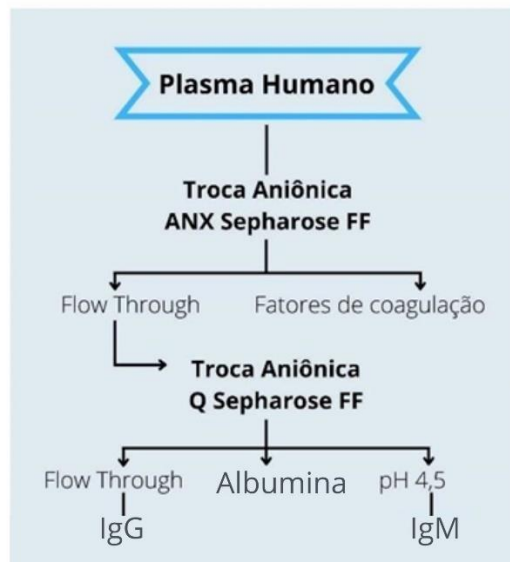 Plasma Humano
Troca Aniônica
ANX Sepharose FF
Flow Through
Fatores de coagulação
Troca Aniônica
Q Sepharose FF
Flow Through
Albumina
pH 4,5
IgG
IgM